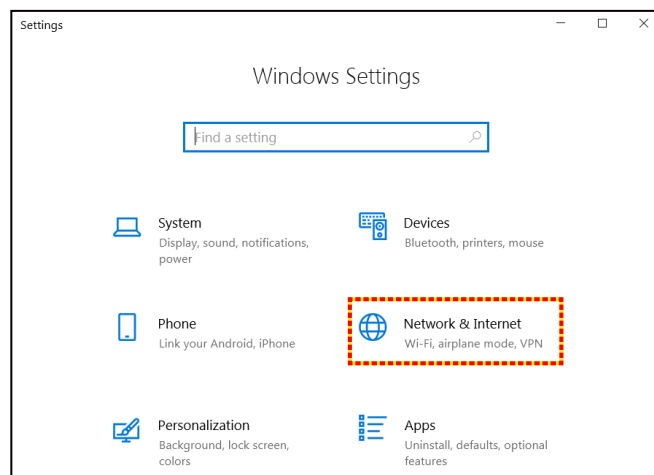 Settings
Windows Settings
Find a setting
System
Display, sound, notifications,
power
Devices
Bluetooth, printers, mouse
Phone
Link your Android, iPhone
Network & Internet
Wi-Fi, airplane mode, VPN
Personalization
Background, lock screen,
colors
Apps
Uninstall, defaults, optional
features